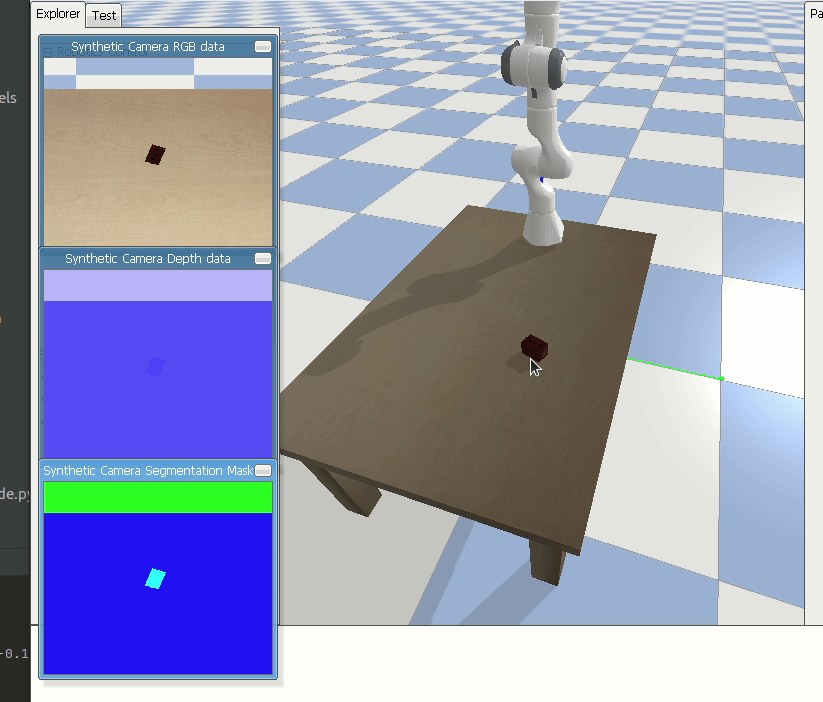 Explorer
Test
Pa
Synthetic Camera RGB data
els
Synthetic Camera Depth data
Synthetic Camera Segmentation Mask
de.py
-0.1